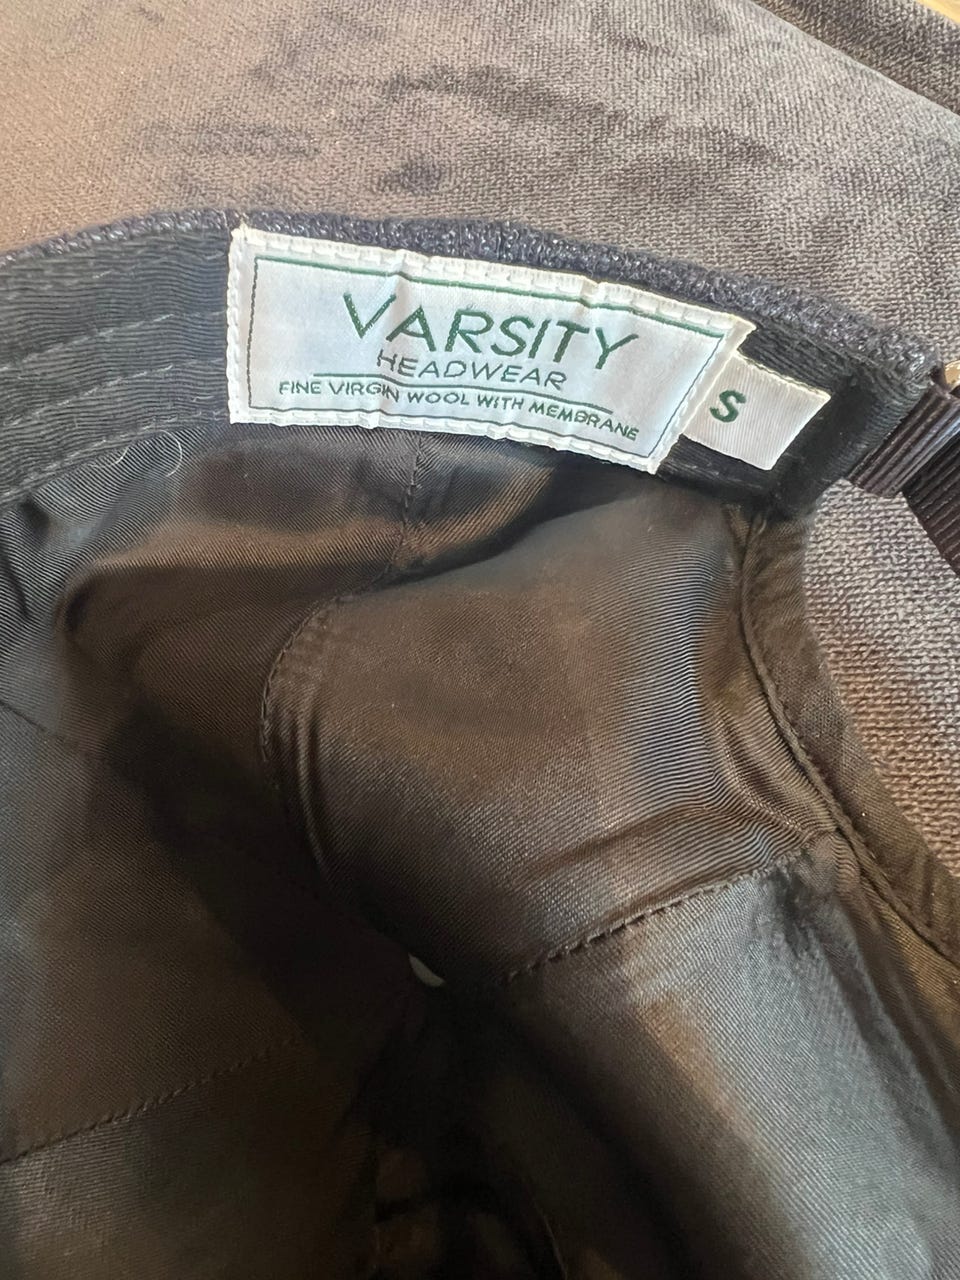 VARSITY
HEADWEAR
FINE VIRGIN WOOL WITH MEMBRANE
S